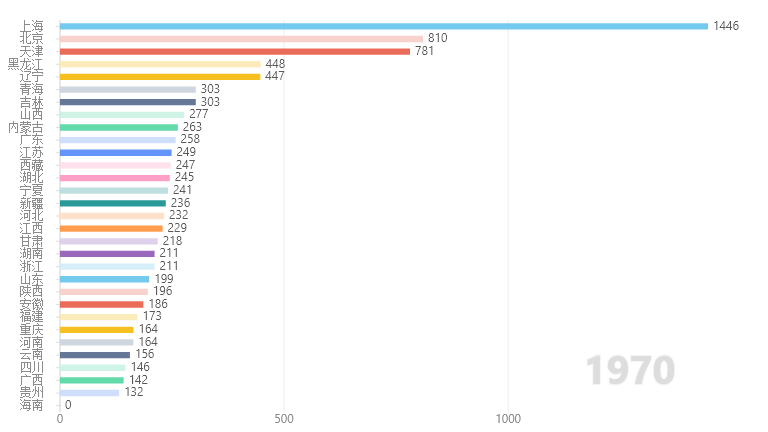 上海 1446
北京 810
天津 781
黑龙江 448
辽宁 447
青海 303
吉林 303
山西 277
内蒙古 263
广东 258
江苏 249
西藏 247
湖北 245
宁夏 241
新疆 236
河北 232
江西 229
甘肃 218
湖南 211
浙江 211
山东 199
陕西 196
安徽 186
福建 173
重庆 164
河南 164
云南 156
四川 146
广西 142
贵州 132
海南 0
1970
0 500 1000